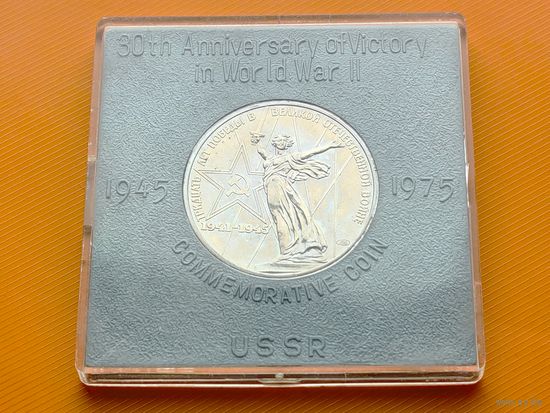 30th Anniversary of Victory
in World War II
ТРИДЦАТЬ ЛЕТ ПОБЕДЫ В ВЕЛИКОЙ ОТЕЧЕСТВЕННОЙ ВОЙНЕ
1941-1945
1945
1975
COMMEMORATIVE COIN
USSR